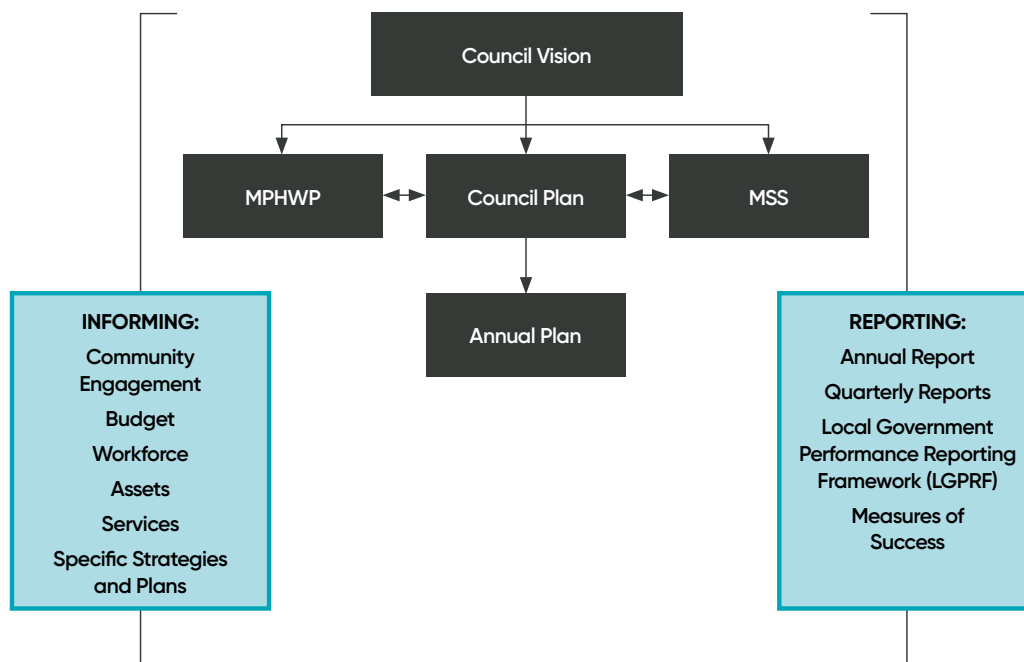 Council Vision
MPHWP
Council Plan
MSS
Annual Plan
INFORMING:
Community
Engagement
Budget
Workforce
Assets
Services
Specific Strategies
and Plans
REPORTING:
Annual Report
Quarterly Reports
Local Government
Performance Reporting
Framework (LGPRF)
Measures of
Success